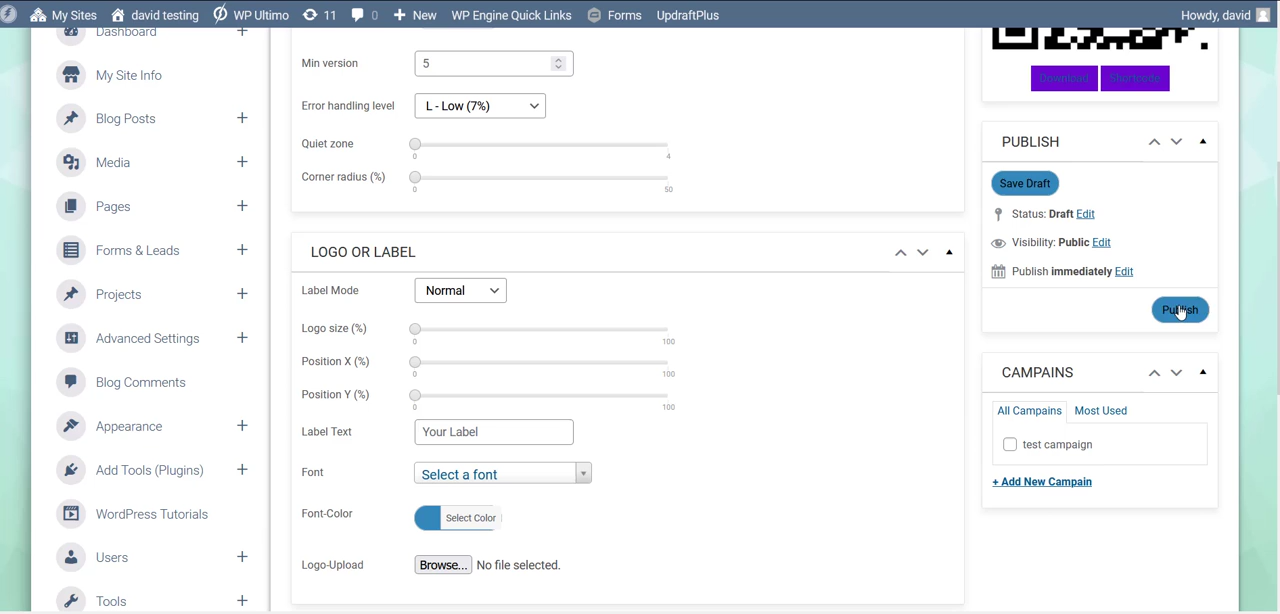 My Sites
david testing
WP Ultimo
11
0
New
WP Engine Quick Links
Forms
UpdraftPlus
Howdy, david
Dashboard
My Site Info
Blog Posts
Media
Pages
Forms & Leads
Projects
Advanced Settings
Blog Comments
Appearance
Add Tools (Plugins)
WordPress Tutorials
Users
Tools
Min version
5
Error handling level
L - Low (7%)
Quiet zone
0
4
Corner radius (%)
0
50
LOGO OR LABEL
Label Mode
Normal
Logo size (%)
0
100
Position X (%)
0
100
Position Y (%)
0
100
Label Text
Your Label
Font
Select a font
Font-Color
Select Color
Logo-Upload
Browse... No file selected.
Download
Shortcode
PUBLISH
Save Draft
Status: Draft Edit
Visibility: Public Edit
Publish immediately Edit
Publish
CAMPAINS
All Campains
Most Used
test campaign
+ Add New Campain